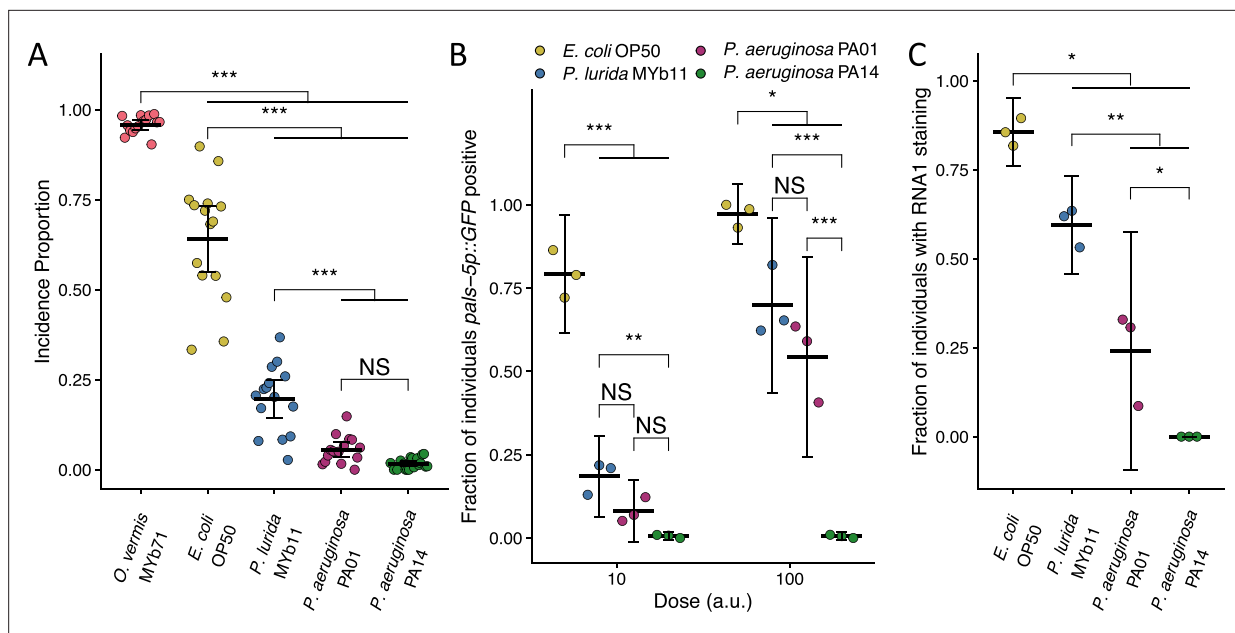 A
Incidence Proportion
1.00
0.75
0.50
0.25
0.00
***
***
***
NS
O. vermis
MYb71
E. coli
OP50
P. lurida
MYb11
P. aeruginosa
PA01
P. aeruginosa
PA14
B
E. coli OP50
P. lurida MYb11
P. aeruginosa PA01
P. aeruginosa PA14
Fraction of individuals pals-5p::GFP positive
1.00
0.75
0.50
0.25
0.00
***
**
NS
NS
*
***
NS
***
10
100
Dose (a.u.)
C
Fraction of individuals with RNA1 staining
1.00
0.75
0.50
0.25
0.00
*
**
*
E. coli
OP50
P. lurida
MYb11
P. aeruginosa
PA01
P. aeruginosa
PA14